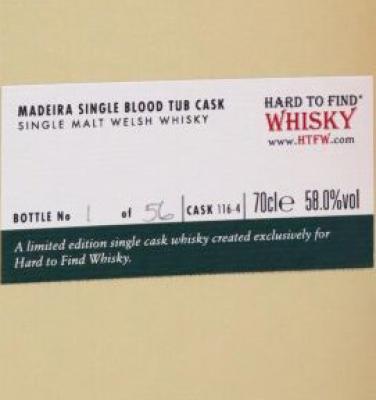 MADEIRA SINGLE BLOOD TUB CASK
SINGLE MALT WELSH WHISKY
HARD TO FIND
WHISKY
www.HTFW.com
BOTTLE No 1 of 56 CASK 116-4 70cl e 58.0%vol
A limited edition single cask whisky created exclusively for
Hard to Find Whisky.